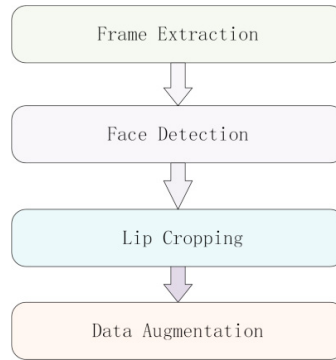 Frame Extraction
Face Detection
Lip Cropping
Data Augmentation